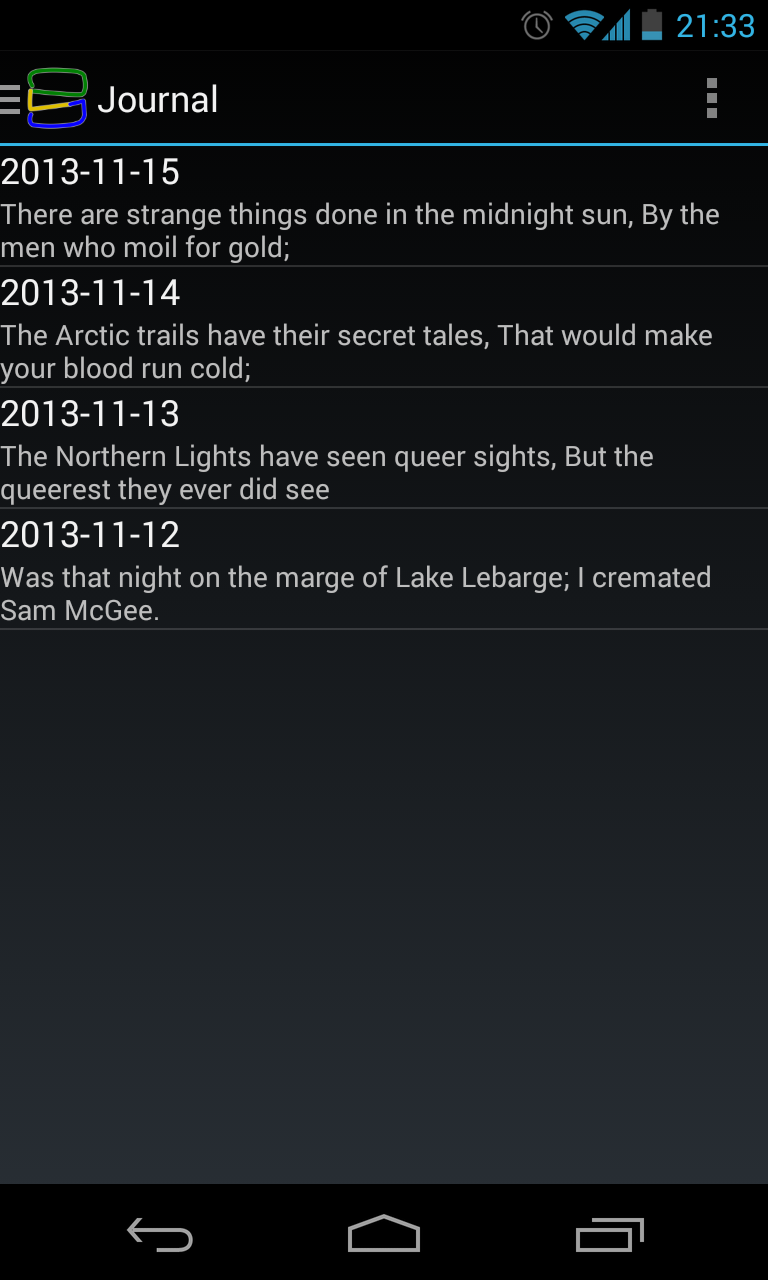 21:33
Journal
2013-11-15
There are strange things done in the midnight sun, By the
men who moil for gold;
2013-11-14
The Arctic trails have their secret tales, That would make
your blood run cold;
2013-11-13
The Northern Lights have seen queer sights, But the
queerest they ever did see
2013-11-12
Was that night on the marge of Lake Lebarge; I cremated
Sam McGee.